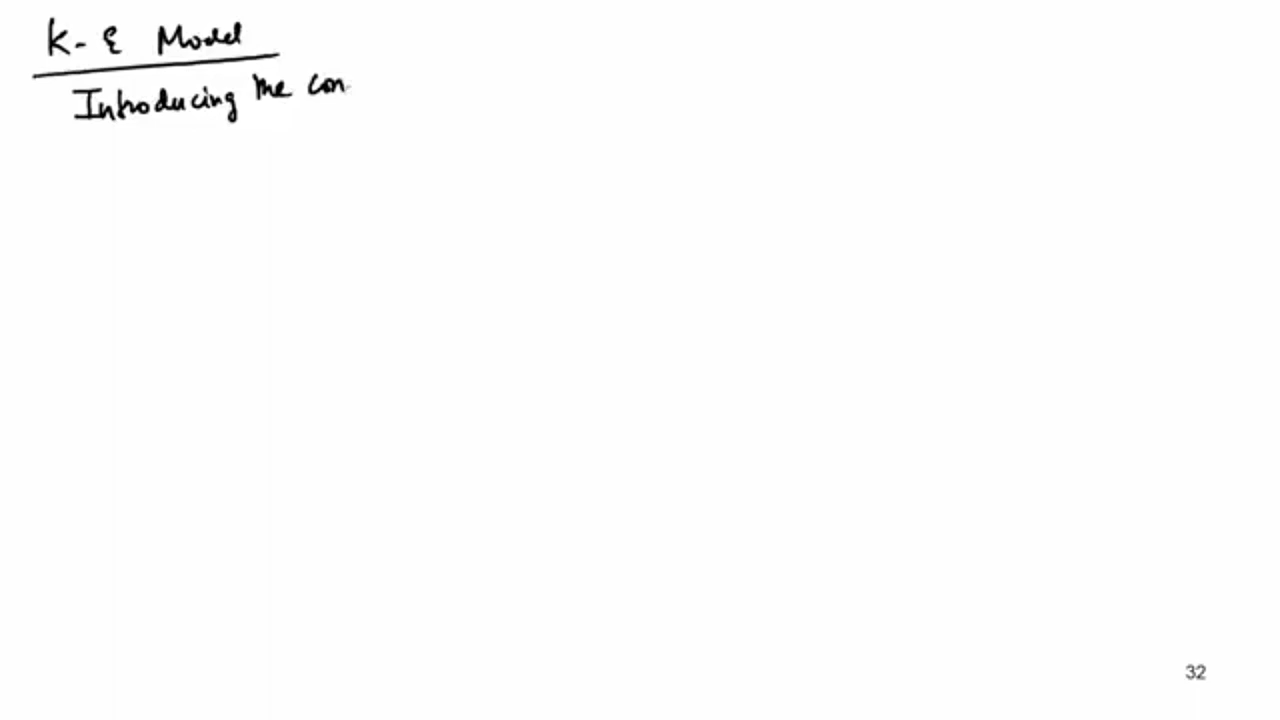 K-ε Model
Introducing the con
32